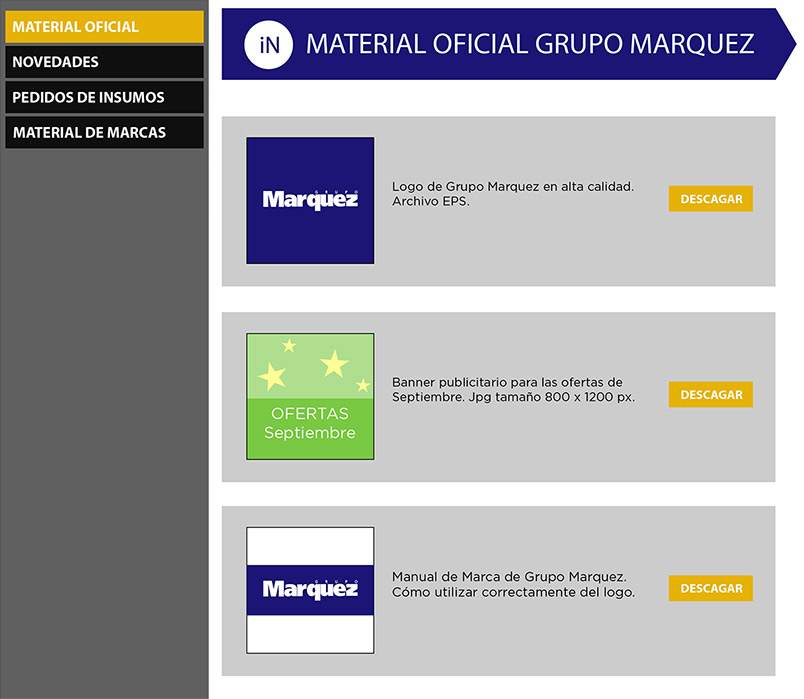 MATERIAL OFICIAL
NOVEDADES
PEDIDOS DE INSUMOS
MATERIAL DE MARCAS
iN MATERIAL OFICIAL GRUPO MARQUEZ
GRUPO
Marquez
Logo de Grupo Marquez en alta calidad.
Archivo EPS.
DESCAGAR
OFERTAS
Septiembre
Banner publicitario para las ofertas de
Septiembre. Jpg tamaño 800 x 1200 px.
DESCAGAR
GRUPO
Marquez
Manual de Marca de Grupo Marquez.
Cómo utilizar correctamente del logo.
DESCAGAR